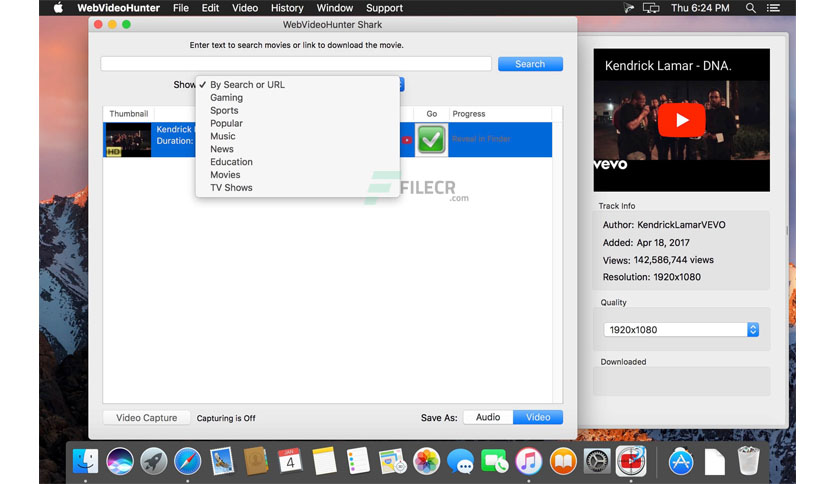 WebVideoHunter File Edit Video History Window Support Thu 6:24 PM
WebVideoHunter Shark
Enter text to search movies or link to download the movie.
Search
Show
✓ By Search or URL
Gaming
Sports
Popular
Music
News
Education
Movies
TV Shows
Thumbnail Go Progress
HD
Kendrick
Duration:
Reveal in Finder
FILECR
.com
Kendrick Lamar - DNA.
vevo
Track Info
Author: KendrickLamarVEVO
Added: Apr 18, 2017
Views: 142,586,744 views
Resolution: 1920x1080
Quality
1920x1080
Downloaded
Video Capture Capturing is Off Save As: Audio Video
JAN
4